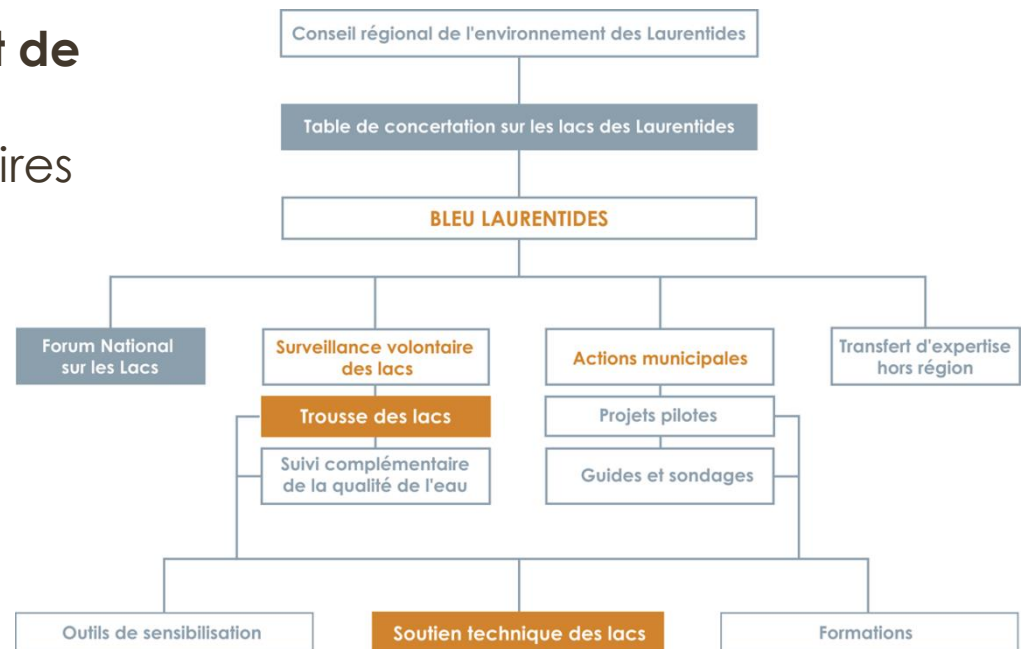 t de
ires
Conseil régional de l'environnement des Laurentides
Table de concertation sur les lacs des Laurentides
BLEU LAURENTIDES
Forum National
sur les Lacs
Surveillance volontaire
des lacs
Actions municipales
Transfert d'expertise
hors région
Trousse des lacs
Projets pilotes
Suivi complémentaire
de la qualité de l'eau
Guides et sondages
Outils de sensibilisation
Soutien technique des lacs
Formations